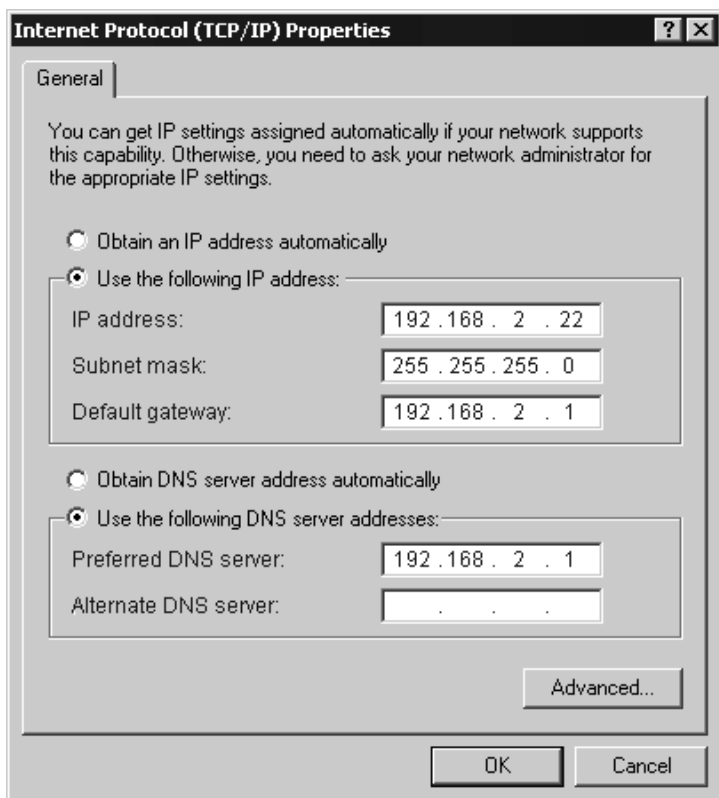 Internet Protocol (TCP/IP) Properties ? ×
General
You can get IP settings assigned automatically if your network supports
this capability. Otherwise, you need to ask your network administrator for
the appropriate IP settings.
Obtain an IP address automatically
Use the following IP address:
IP address: 192 .168 . 2 . 22
Subnet mask: 255 .255 .255 . 0
Default gateway: 192 .168 . 2 . 1
Obtain DNS server address automatically
Use the following DNS server addresses:
Preferred DNS server: 192 .168 . 2 . 1
Alternate DNS server: . . .
Advanced...
OK Cancel